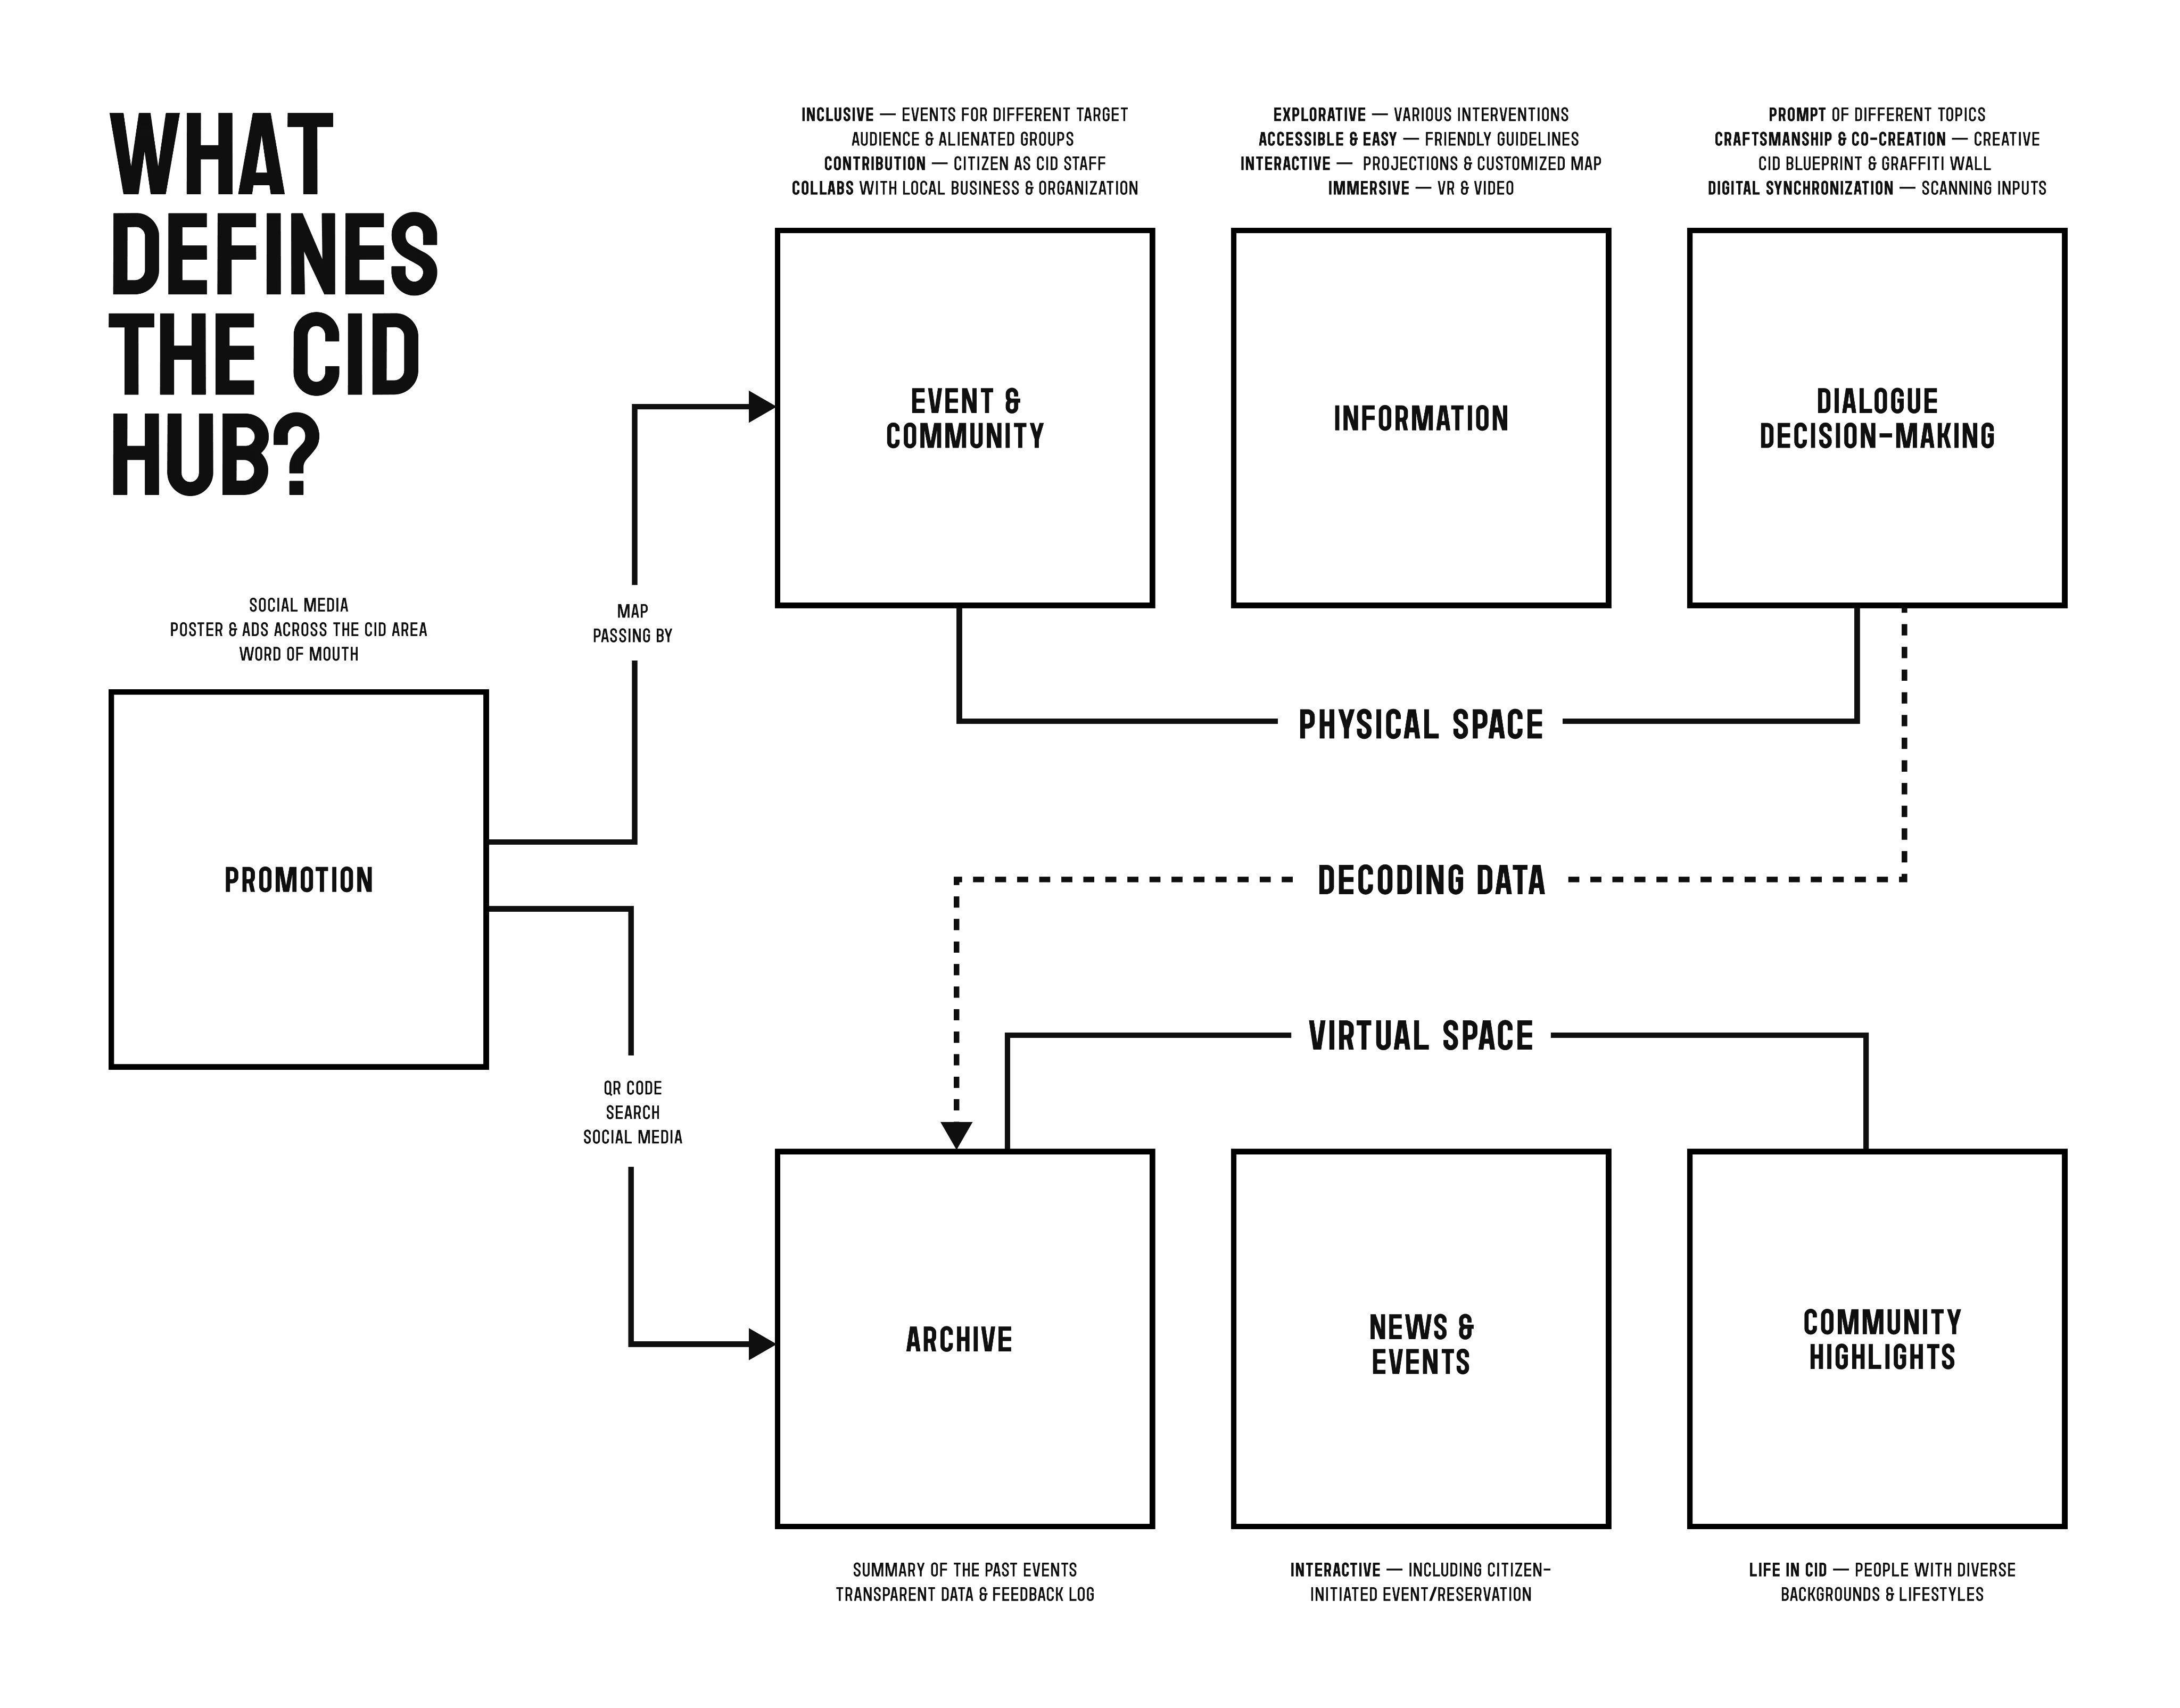 WHAT
DEFINES
THE CID
HUB?
INCLUSIVE — EVENTS FOR DIFFERENT TARGET
AUDIENCE & ALIENATED GROUPS
CONTRIBUTION — CITIZEN AS CID STAFF
COLLABS WITH LOCAL BUSINESS & ORGANIZATION
EXPLORATIVE — VARIOUS INTERVENTIONS
ACCESSIBLE & EASY — FRIENDLY GUIDELINES
INTERACTIVE — PROJECTIONS & CUSTOMIZED MAP
IMMERSIVE — VR & VIDEO
PROMPT OF DIFFERENT TOPICS
CRAFTSMANSHIP & CO-CREATION — CREATIVE
CID BLUEPRINT & GRAFFITI WALL
DIGITAL SYNCHRONIZATION — SCANNING INPUTS
EVENT &
COMMUNITY
INFORMATION
DIALOGUE
DECISION-MAKING
SOCIAL MEDIA
POSTER & ADS ACROSS THE CID AREA
WORD OF MOUTH
MAP
PASSING BY
PHYSICAL SPACE
PROMOTION
DECODING DATA
VIRTUAL SPACE
QR CODE
SEARCH
SOCIAL MEDIA
ARCHIVE
NEWS &
EVENTS
COMMUNITY
HIGHLIGHTS
SUMMARY OF THE PAST EVENTS
TRANSPARENT DATA & FEEDBACK LOG
INTERACTIVE — INCLUDING CITIZEN-
INITIATED EVENT/RESERVATION
LIFE IN CID — PEOPLE WITH DIVERSE
BACKGROUNDS & LIFESTYLES